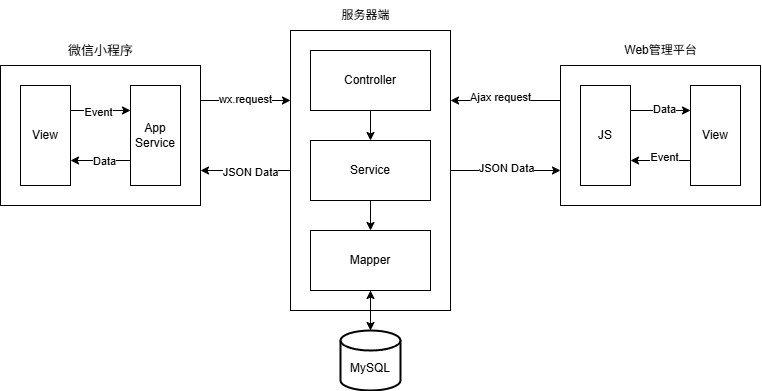 服务器端
微信小程序
Web管理平台
Controller
wx.request
Ajax request
Event
Data
View
App
Service
JS
View
Data
Event
JSON Data
Service
JSON Data
Mapper
MySQL